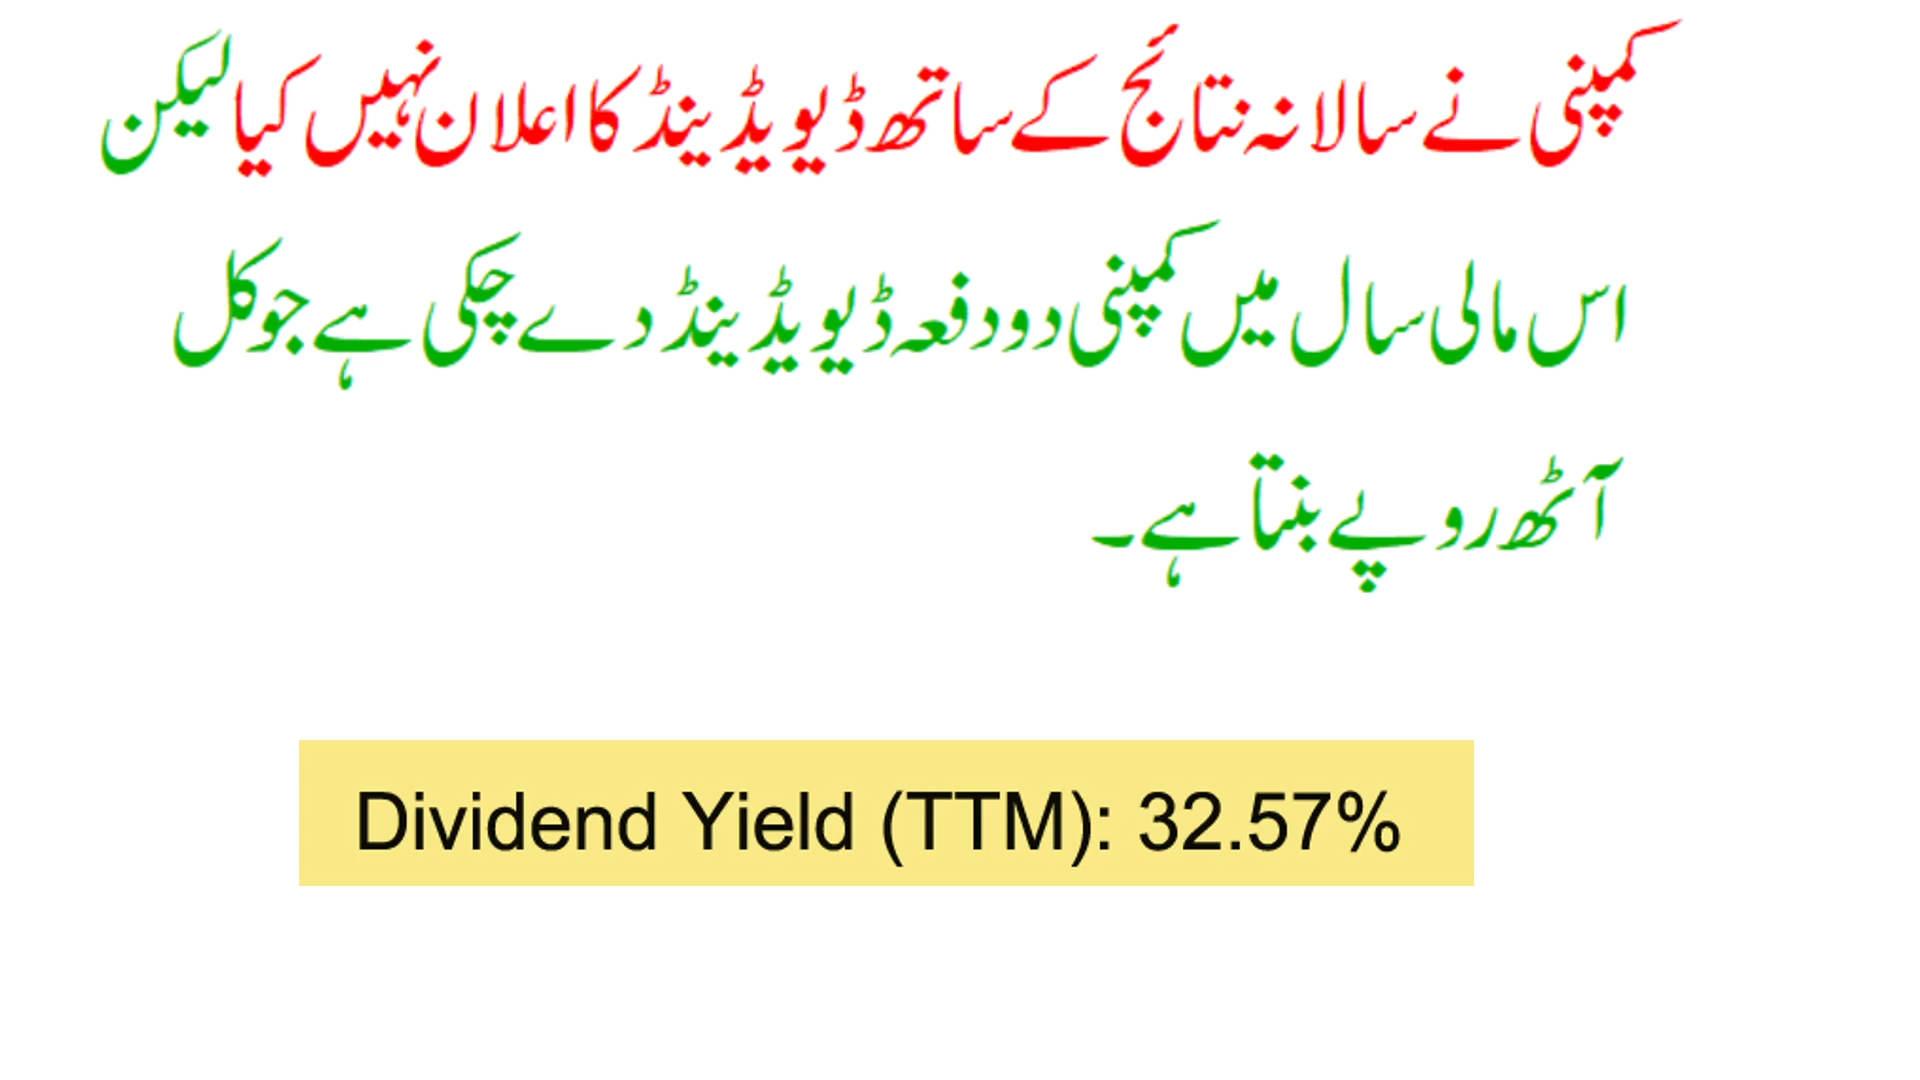 کمپنی نے سالانہ نتائج کے ساتھ ڈیویڈینڈ کا اعلان نہیں کیا لیکن
اس مالی سال میں کمپنی دو دفعہ ڈیویڈینڈ دے چکی ہے جو کل
آٹھ روپے بنتا ہے۔
Dividend Yield (TTM): 32.57%